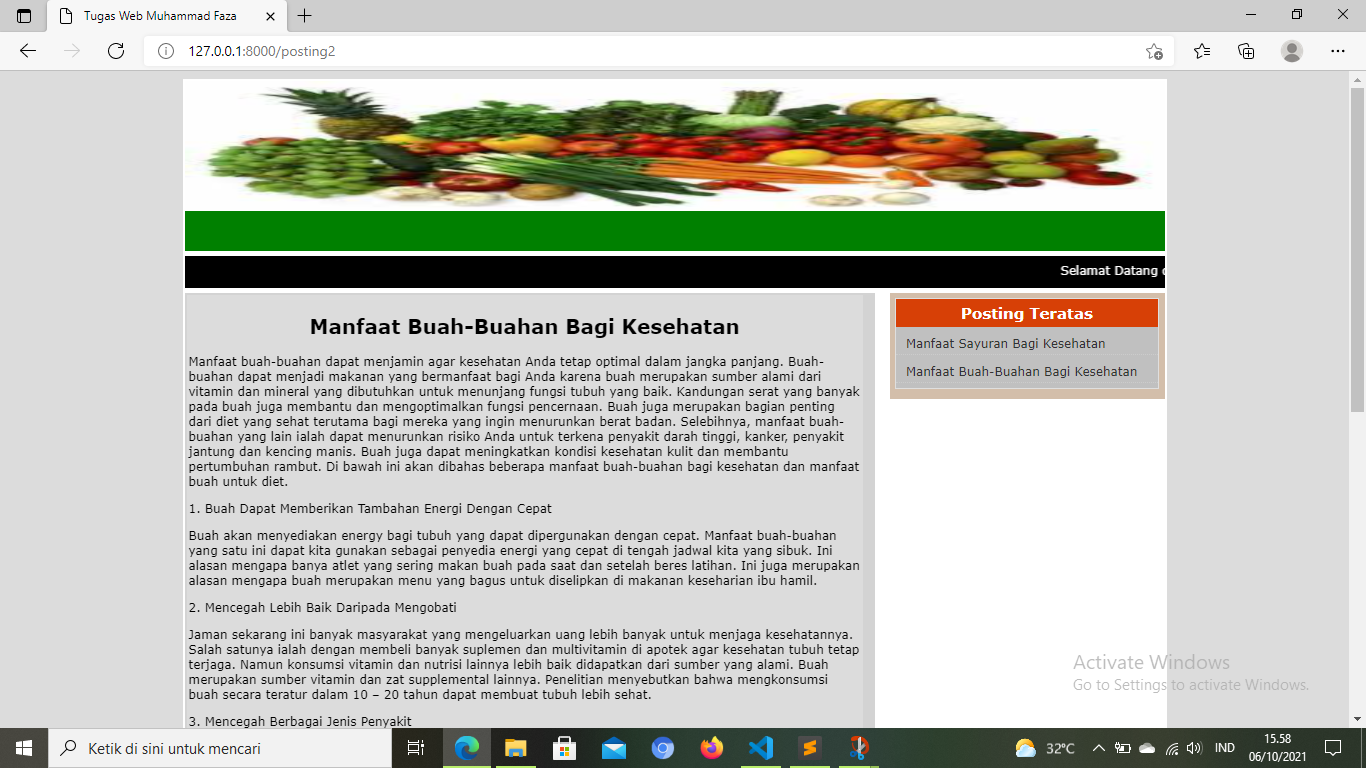 Tugas Web Muhammad Faza
127.0.0.1:8000/posting2
Selamat Datang
Manfaat Buah-Buahan Bagi Kesehatan
Manfaat buah-buahan dapat menjamin agar kesehatan Anda tetap optimal dalam jangka panjang. Buah-
buahan dapat menjadi makanan yang bermanfaat bagi Anda karena buah merupakan sumber alami dari
vitamin dan mineral yang dibutuhkan untuk menunjang fungsi tubuh yang baik. Kandungan serat yang banyak
pada buah juga membantu dan mengoptimalkan fungsi pencernaan. Buah juga merupakan bagian penting
dari diet yang sehat terutama bagi mereka yang ingin menurunkan berat badan. Selebihnya, manfaat buah-
buahan yang lain ialah dapat menurunkan risiko Anda untuk terkena penyakit darah tinggi, kanker, penyakit
jantung dan kencing manis. Buah juga dapat meningkatkan kondisi kesehatan kulit dan membantu
pertumbuhan rambut. Di bawah ini akan dibahas beberapa manfaat buah-buahan bagi kesehatan dan manfaat
buah untuk diet.
1. Buah Dapat Memberikan Tambahan Energi Dengan Cepat
Buah akan menyediakan energy bagi tubuh yang dapat dipergunakan dengan cepat. Manfaat buah-buahan
yang satu ini dapat kita gunakan sebagai penyedia energi yang cepat di tengah jadwal kita yang sibuk. Ini
alasan mengapa banya atlet yang sering makan buah pada saat dan setelah beres latihan. Ini juga merupakan
alasan mengapa buah merupakan menu yang bagus untuk diselipkan di makanan keseharian ibu hamil.
2. Mencegah Lebih Baik Daripada Mengobati
Jaman sekarang ini banyak masyarakat yang mengeluarkan uang lebih banyak untuk menjaga kesehatannya.
Salah satunya ialah dengan membeli banyak suplemen dan multivitamin di apotek agar kesehatan tubuh tetap
terjaga. Namun konsumsi vitamin dan nutrisi lainnya lebih baik didapatkan dari sumber yang alami. Buah
merupakan sumber vitamin dan zat supplemental lainnya. Penelitian menyebutkan bahwa mengkonsumsi
buah secara teratur dalam 10 – 20 tahun dapat membuat tubuh lebih sehat.
3. Mencegah Berbagai Jenis Penyakit
Posting Teratas
Manfaat Sayuran Bagi Kesehatan
Manfaat Buah-Buahan Bagi Kesehatan
Activate Windows
Go to Settings to activate Windows.
Ketik di sini untuk mencari
32°C
IND
15.58
06/10/2021